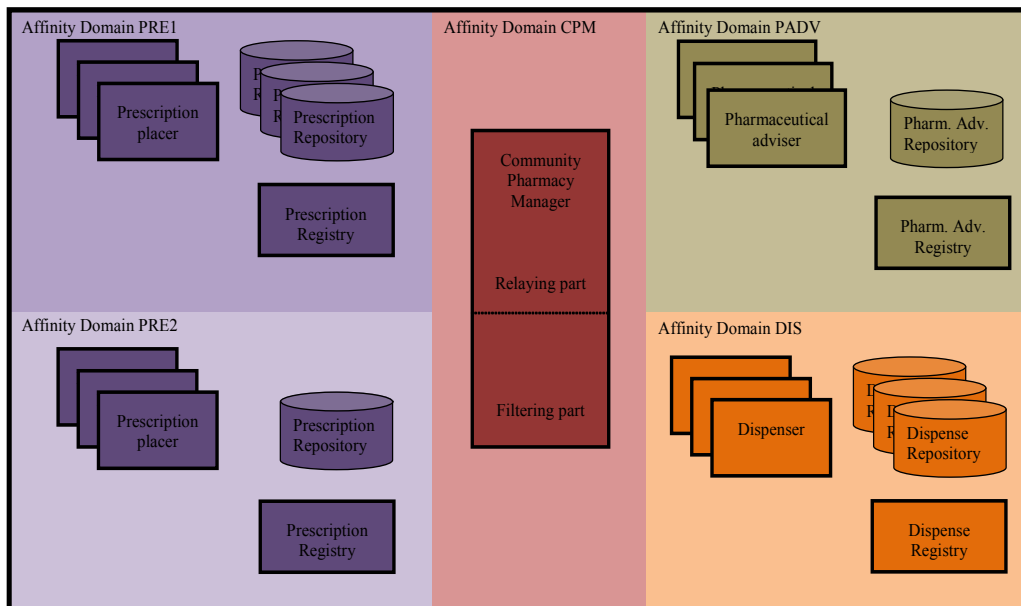 Affinity Domain PRE1
Prescription
placer
P
R
P
R
Prescription
Repository
Prescription
Registry
Affinity Domain CPM
Community
Pharmacy
Manager
Relaying part
Filtering part
Affinity Domain PADV
Pharmaceutical
adviser
Pharm. Adv.
Repository
Pharm. Adv.
Registry
Affinity Domain PRE2
Prescription
placer
Prescription
Repository
Prescription
Registry
Affinity Domain DIS
Dispenser
D
R
D
R
Dispense
Repository
Dispense
Registry